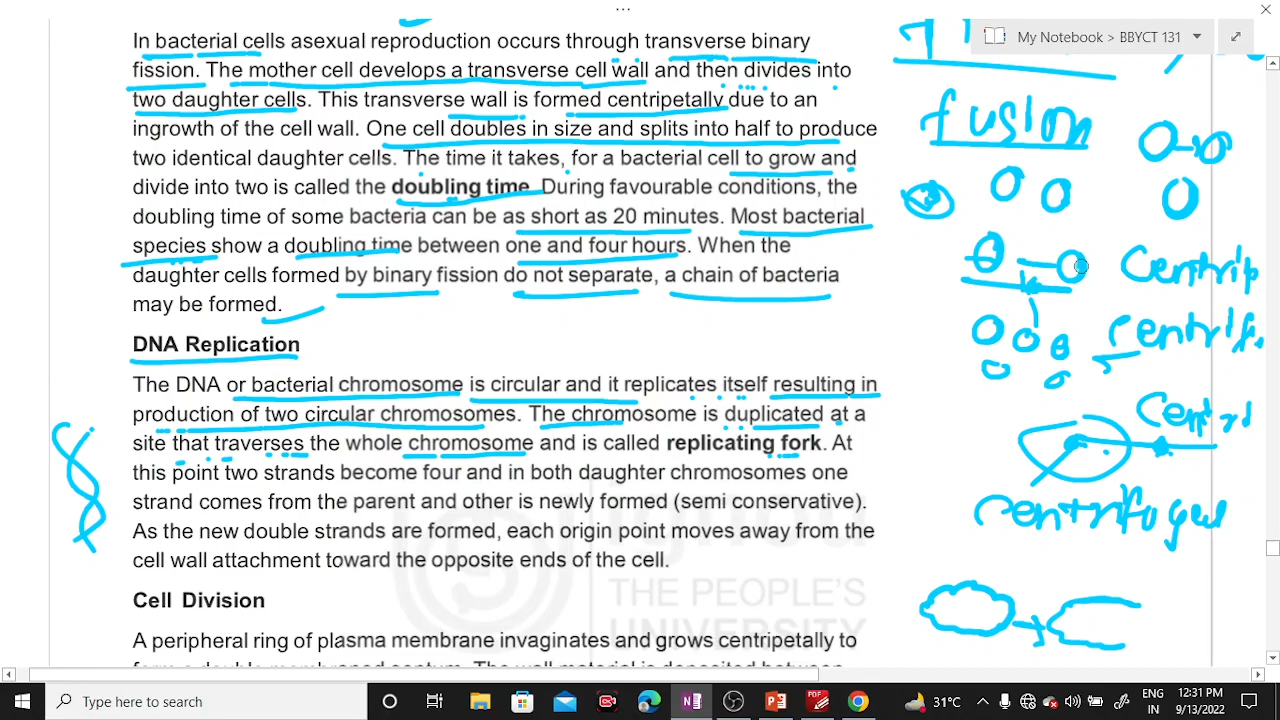 My Notebook > BBYCT 131
In bacterial cells asexual reproduction occurs through transverse binary
fission. The mother cell develops a transverse cell wall and then divides into
two daughter cells. This transverse wall is formed centripetally due to an
ingrowth of the cell wall. One cell doubles in size and splits into half to produce
two identical daughter cells. The time it takes, for a bacterial cell to grow and
divide into two is called the doubling time. During favourable conditions, the
doubling time of some bacteria can be as short as 20 minutes. Most bacterial
species show a doubling time between one and four hours. When the
daughter cells formed by binary fission do not separate, a chain of bacteria
may be formed.
DNA Replication
The DNA or bacterial chromosome is circular and it replicates itself resulting in
production of two circular chromosomes. The chromosome is duplicated at a
site that traverses the whole chromosome and is called replicating fork. At
this point two strands become four and in both daughter chromosomes one
strand comes from the parent and other is newly formed (semi conservative).
As the new double strands are formed, each origin point moves away from the
cell wall attachment toward the opposite ends of the cell.
Cell Division
A peripheral ring of plasma membrane invaginates and grows centripetally to
form a double membraned septum. The wall material is deposited between
fusion
Centrip
centrif
Centri
centrifugal
ignou
THE PEOPLE'S
UNIVERSITY
Type here to search
31°C
ENG
IN
12:31 PM
9/13/2022